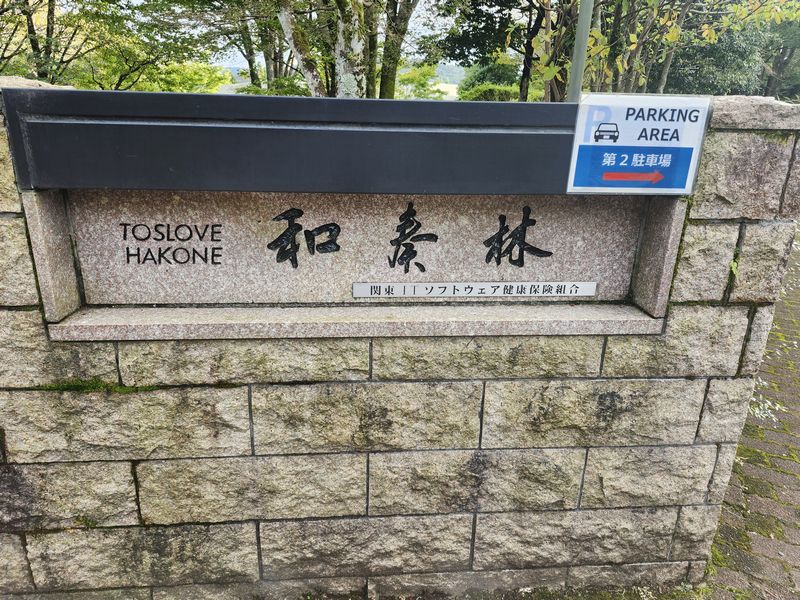 TOSLOVE
HAKONE
和奏林
関東ITソフトウェア健康保険組合
P PARKING
AREA
第2駐車場